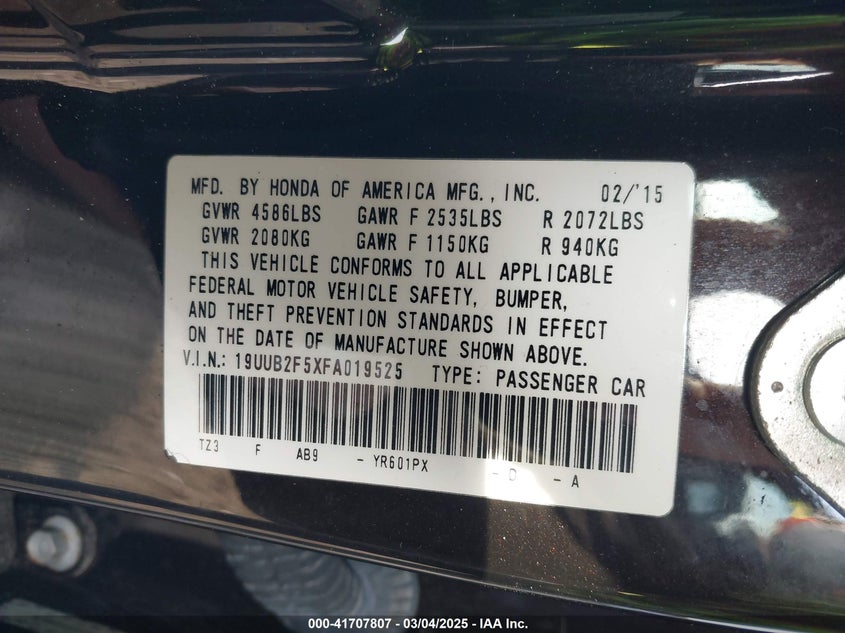 MFD. BY HONDA OF AMERICA MFG., INC. 02/'15
GVWR 4586LBS GAWR F 2535LBS R 2072LBS
GVWR 2080KG GAWR F 1150KG R 940KG
THIS VEHICLE CONFORMS TO ALL APPLICABLE
FEDERAL MOTOR VEHICLE SAFETY, BUMPER,
AND THEFT PREVENTION STANDARDS IN EFFECT
ON THE DATE OF MANUFACTURE SHOWN ABOVE.
V.I.N.: 19UUB2F5XFA019525 TYPE: PASSENGER CAR
TZ3 F AB9 - YR601PX - D - A
000-41707807 - 03/04/2025 - IAA Inc.